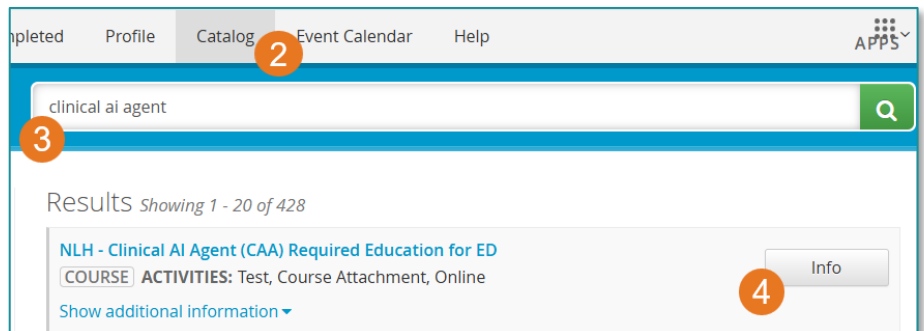 pleted Profile Catalog Event Calendar Help APPS
2
clinical ai agent
3
Results Showing 1 - 20 of 428
NLH - Clinical AI Agent (CAA) Required Education for ED
COURSE ACTIVITIES: Test, Course Attachment, Online
Info
4
Show additional information